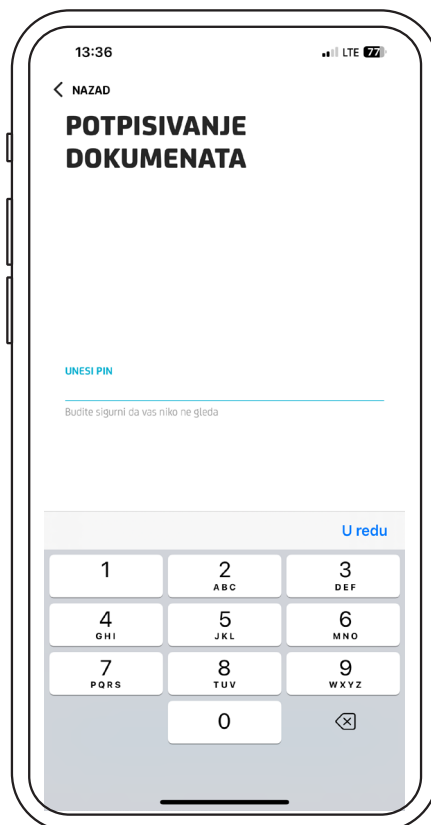 13:36
LTE 77
NAZAD
POTPISIVANJE
DOKUMENATA
UNESI PIN
Budite sigurni da vas niko ne gleda
U redu
1
2
ABC
3
DEF
4
GHI
5
JKL
6
MNO
7
PQRS
8
TUV
9
WXYZ
0